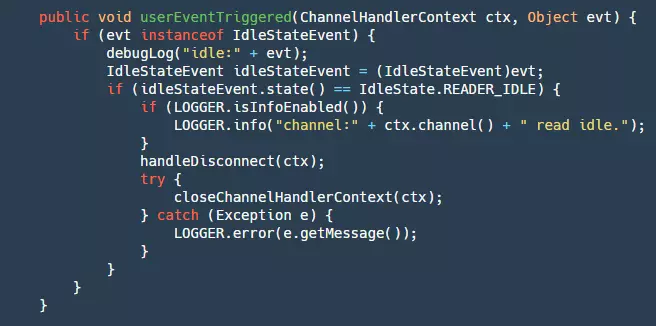 public void userEventTriggered(ChannelHandlerContext ctx, Object evt) {
    if (evt instanceof IdleStateEvent) {
        debugLog("idle:" + evt);
        IdleStateEvent idleStateEvent = (IdleStateEvent)evt;
        if (idleStateEvent.state() == IdleState.READER_IDLE) {
            if (LOGGER.isInfoEnabled()) {
                LOGGER.info("channel:" + ctx.channel() + " read idle.");
            }
            handleDisconnect(ctx);
            try {
                closeChannelHandlerContext(ctx);
            } catch (Exception e) {
                LOGGER.error(e.getMessage());
            }
        }
    }
}